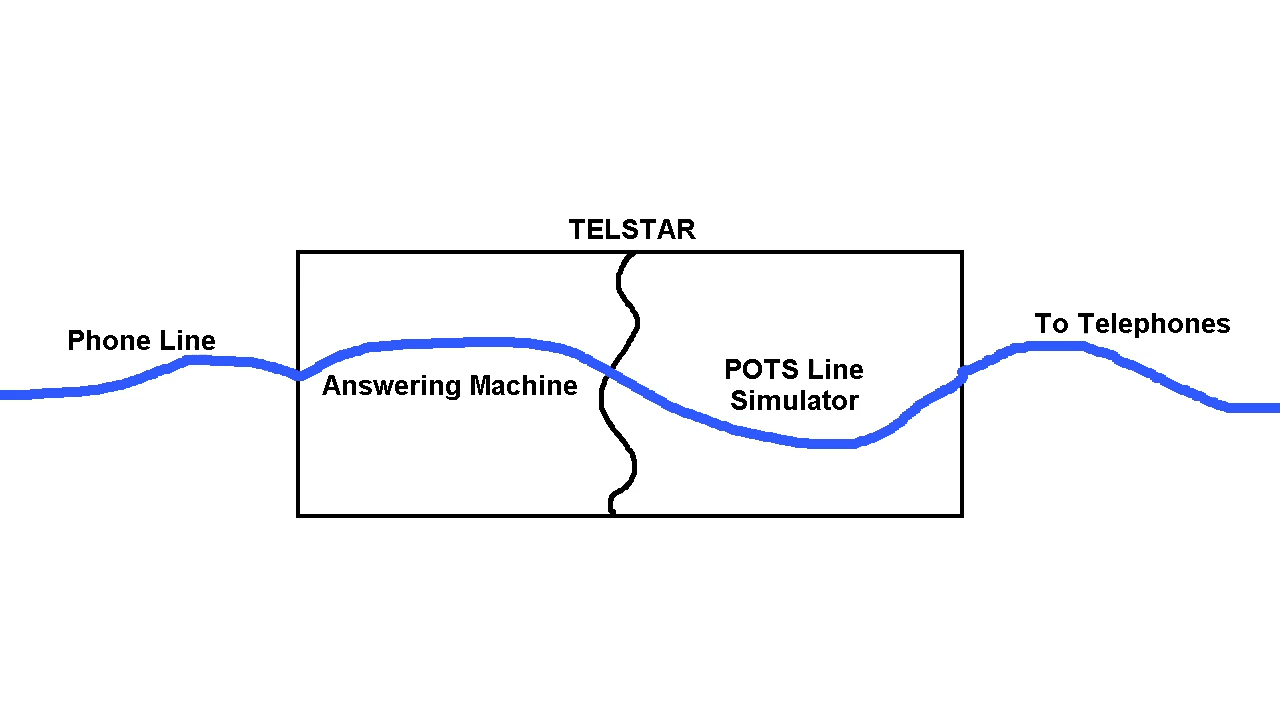 TELSTAR
Phone Line
Answering Machine
POTS Line
Simulator
To Telephones